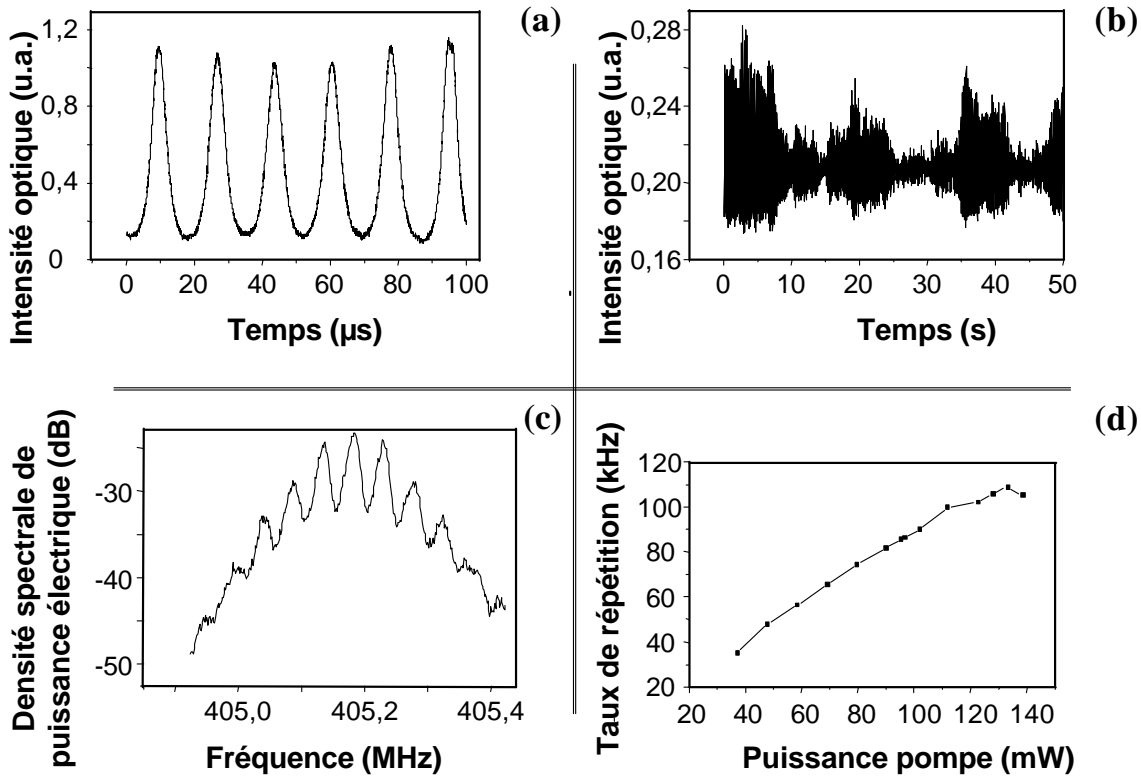 (a)
Intensité optique (u.a.)
1,2
0,8
0,4
0
0 20 40 60 80 100
Temps (µs)
(b)
Intensité optique (u.a.)
0,28
0,24
0,20
0,16
0 10 20 30 40 50
Temps (s)
(c)
Densité spectrale de
puissance électrique (dB)
-30
-40
-50
405,0 405,2 405,4
Fréquence (MHz)
(d)
Taux de répétition (kHz)
120
100
80
60
40
20
20 40 60 80 100 120 140
Puissance pompe (mW)